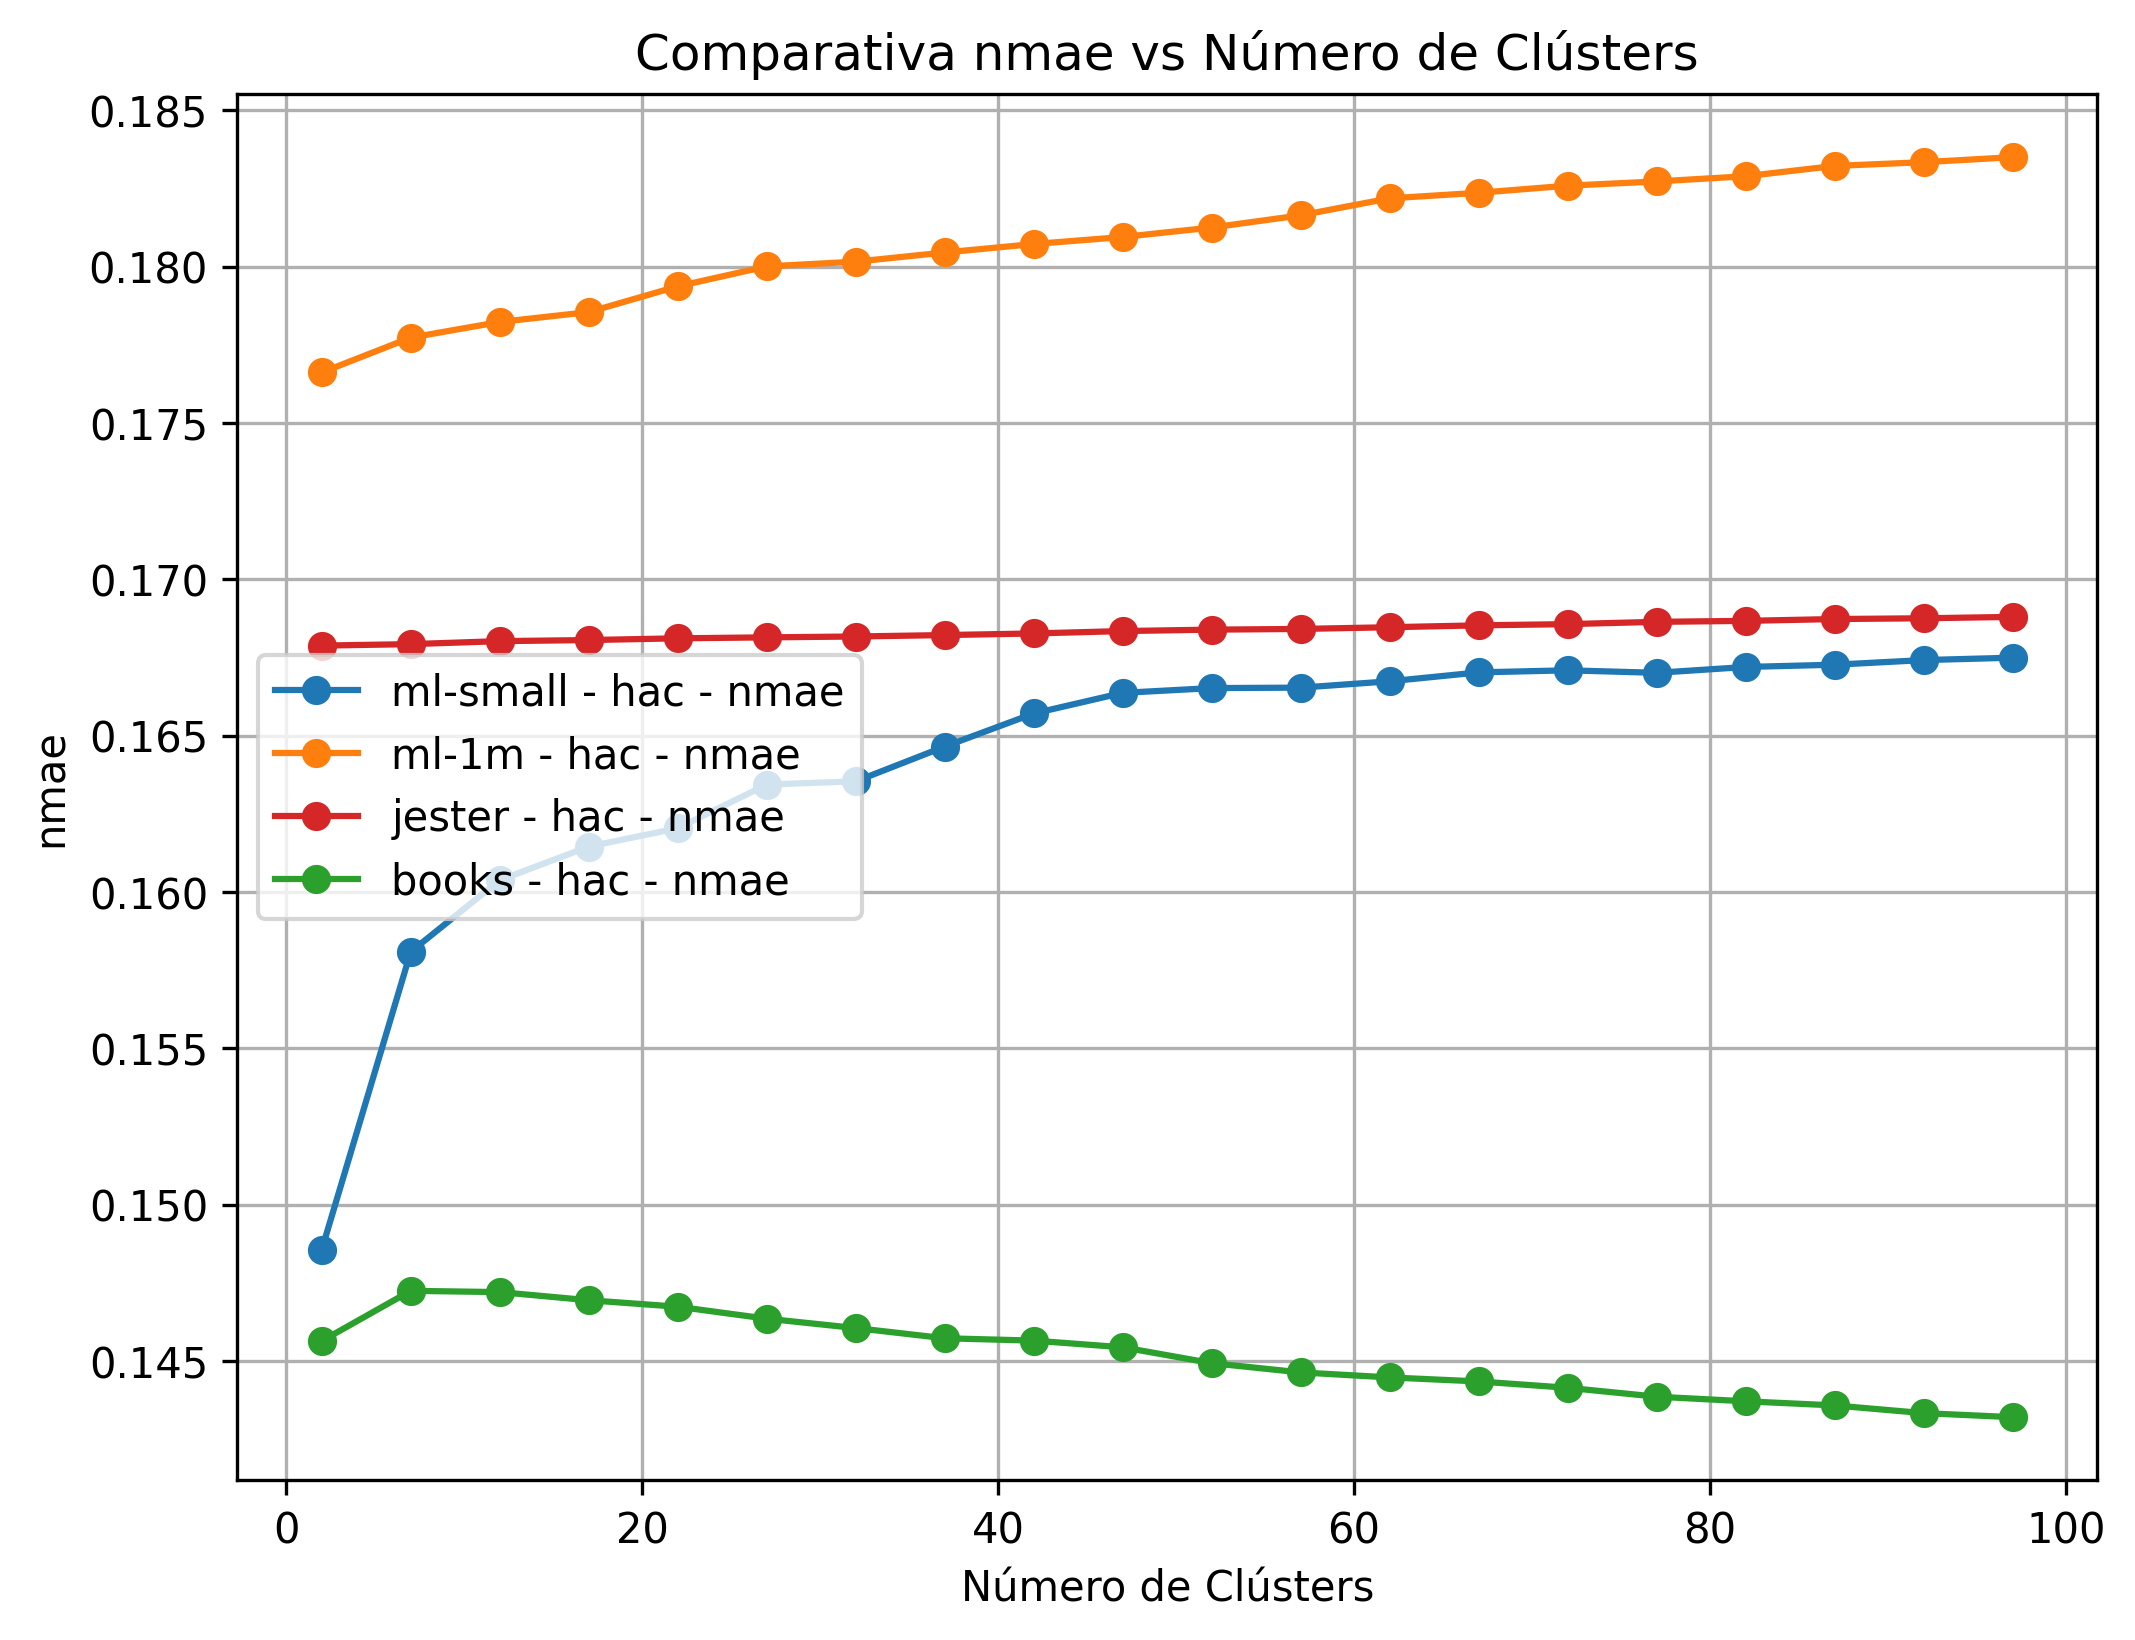 Comparativa nmae vs Número de Clústers
nmae
0.185
0.180
0.175
0.170
0.165
0.160
0.155
0.150
0.145
ml-small - hac - nmae
ml-1m - hac - nmae
jester - hac - nmae
books - hac - nmae
0 20 40 60 80 100
Número de Clústers